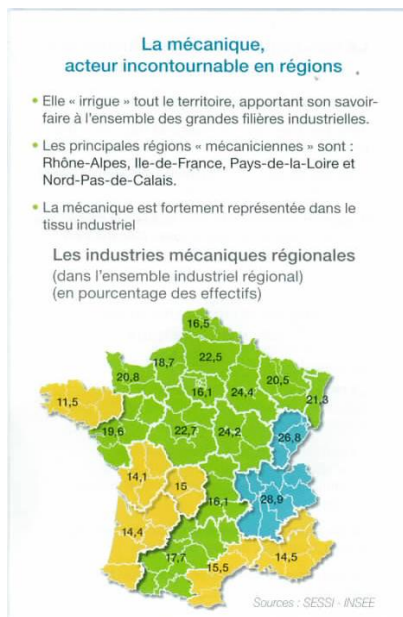 La mécanique,
acteur incontournable en régions
• Elle « irrigue » tout le territoire, apportant son savoir-
faire à l'ensemble des grandes filières industrielles.
• Les principales régions « mécaniciennes » sont :
Rhône-Alpes, Ile-de-France, Pays-de-la-Loire et
Nord-Pas-de-Calais.
• La mécanique est fortement représentée dans le
tissu industriel
Les industries mécaniques régionales
(dans l'ensemble industriel régional)
(en pourcentage des effectifs)
16,5
18,7
22,5
20,8
16,1
24,4
20,5
21,3
11,5
19,6
22,7
24,2
26,8
14,1
15
16,1
28,9
14,4
17,7
15,5
14,5
Sources : SESSI - INSEE